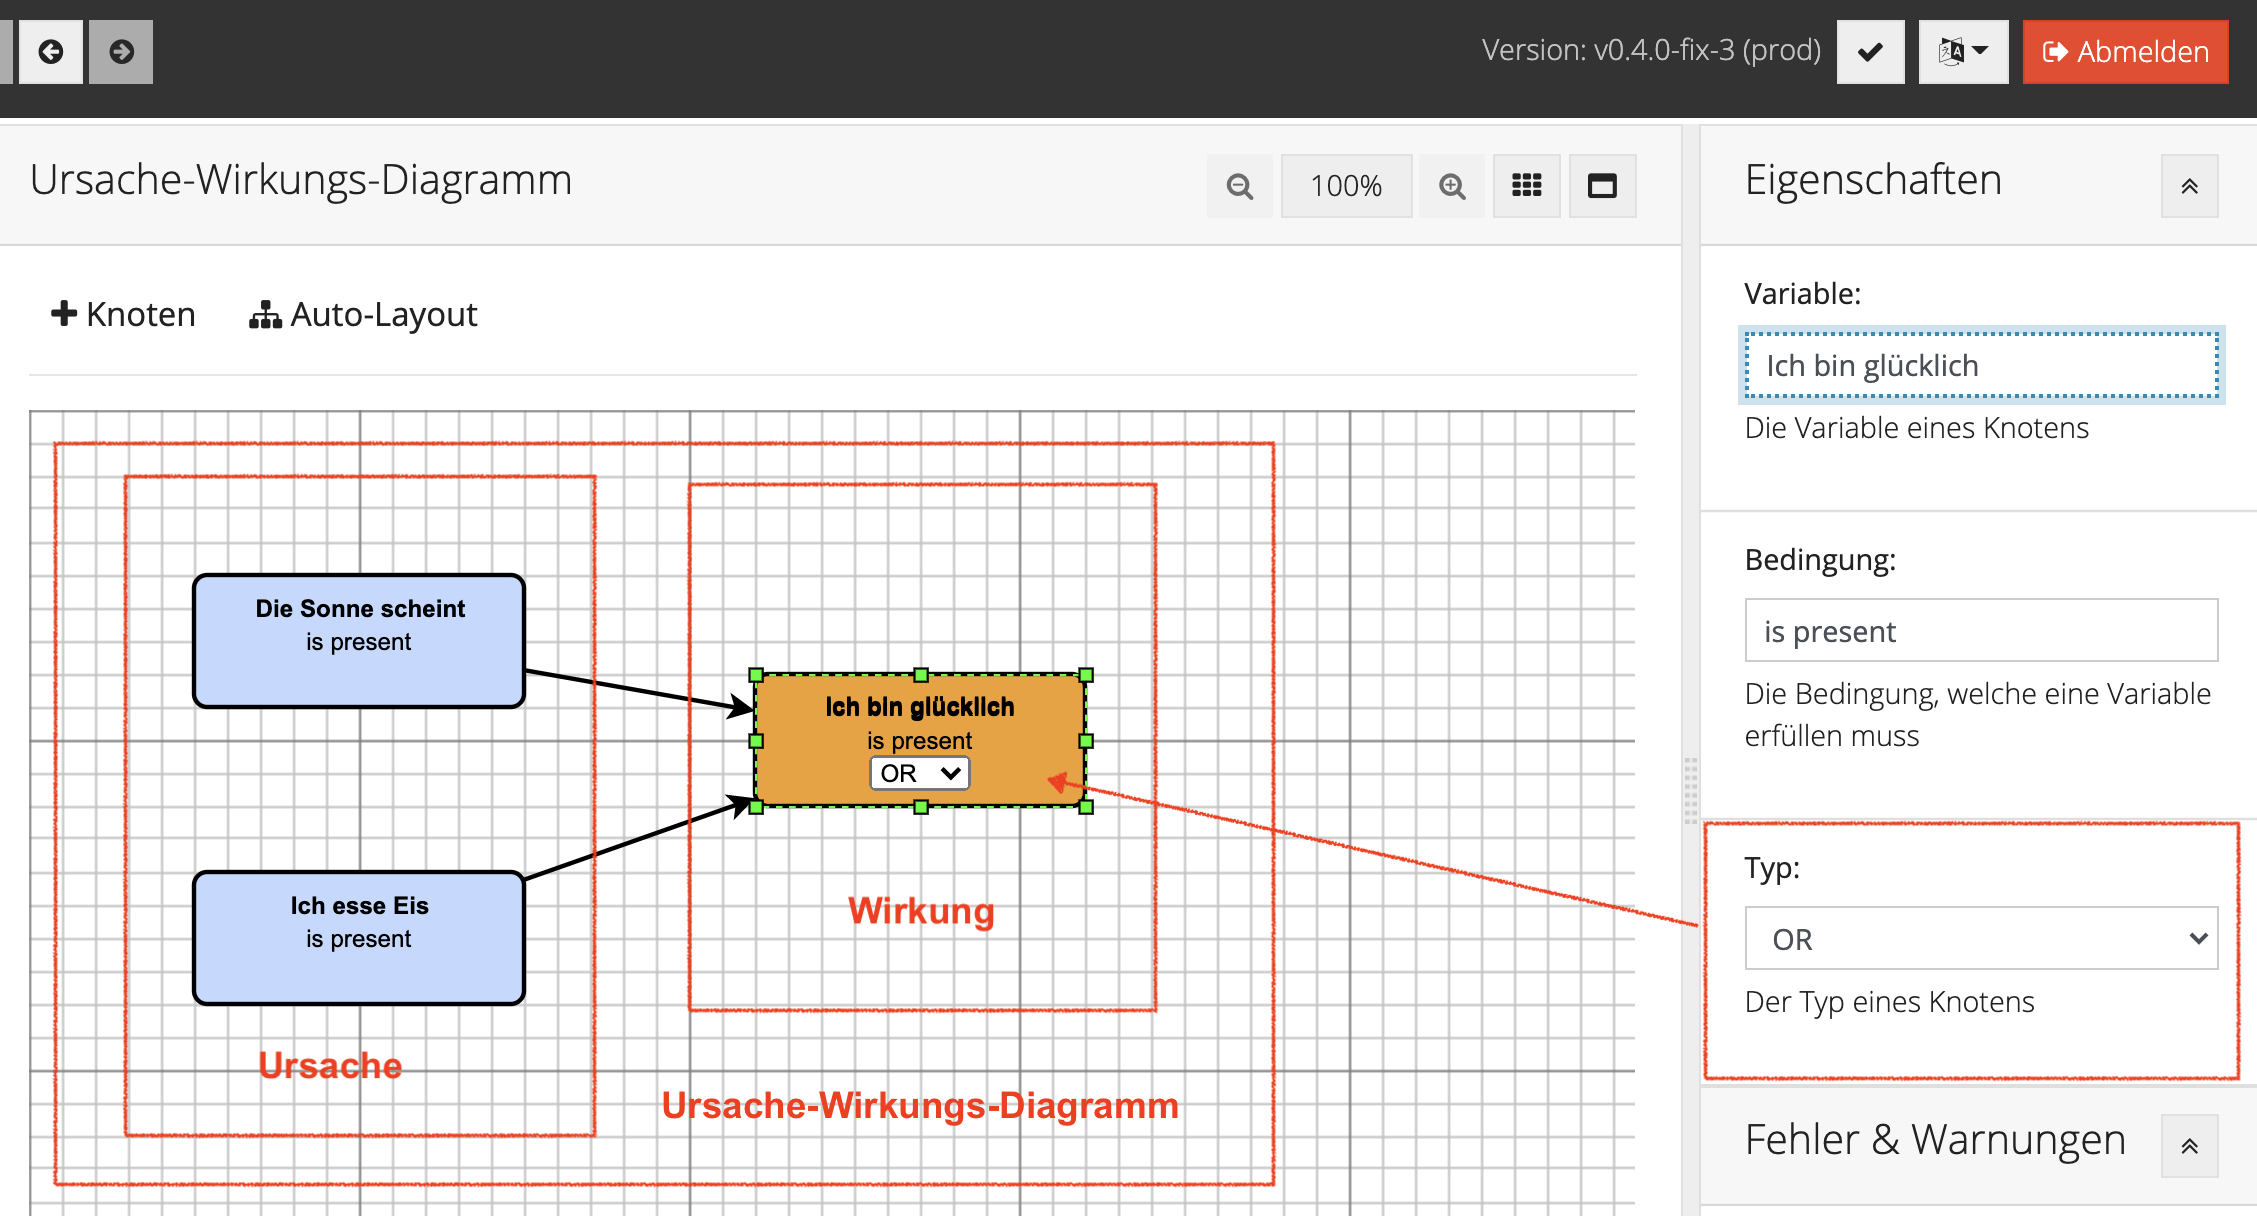 Version: v0.4.0-fix-3 (prod)
Abmelden
Ursache-Wirkungs-Diagramm
100%
Eigenschaften
Knoten
Auto-Layout
Variable:
Ich bin glücklich
Die Variable eines Knotens
Bedingung:
is present
Die Bedingung, welche eine Variable
erfüllen muss
Typ:
OR
Der Typ eines Knotens
Fehler & Warnungen
Die Sonne scheint
is present
Ich esse Eis
is present
Ursache
Ich bin glücklich
is present
OR
Wirkung
Ursache-Wirkungs-Diagramm